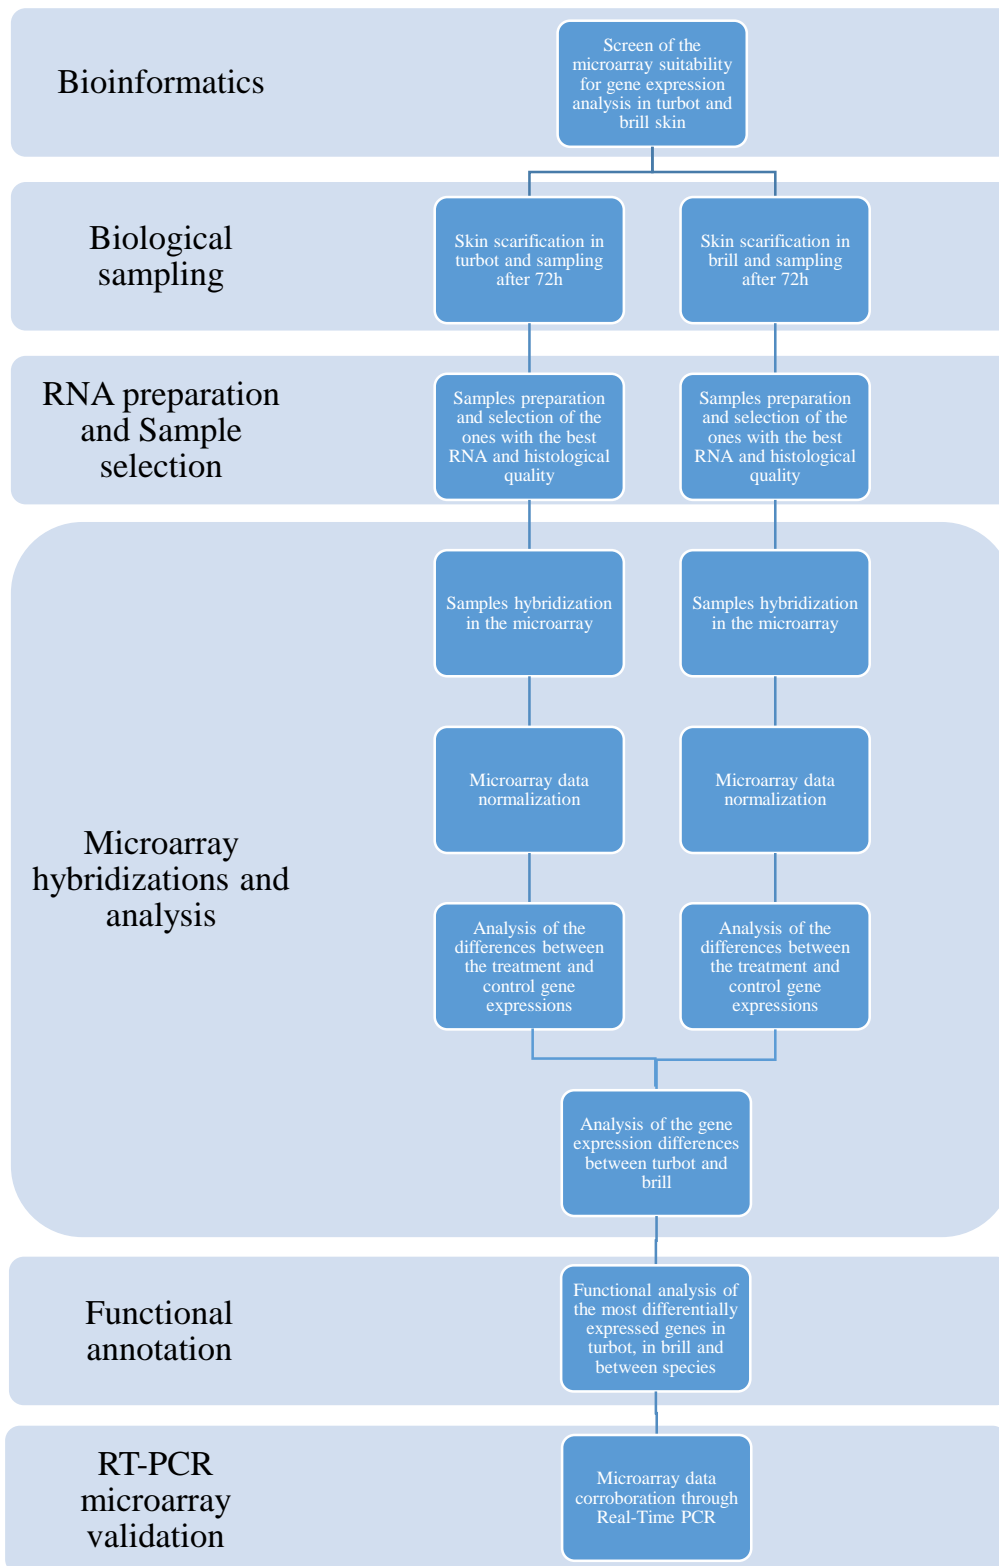 Bioinformatics
Screen of the
microarray suitability
for gene expression
analysis in turbot and
brill skin
Biological
sampling
Skin scarification in
turbot and sampling
after 72h
Skin scarification in
brill and sampling
after 72h
RNA preparation
and Sample
selection
Samples preparation
and selection of the
ones with the best
RNA and histological
quality
Samples preparation
and selection of the
ones with the best
RNA and histological
quality
Microarray
hybridizations and
analysis
Samples hybridization
in the microarray
Samples hybridization
in the microarray
Microarray data
normalization
Microarray data
normalization
Analysis of the
differences between
the treatment and
control gene
expressions
Analysis of the
differences between
the treatment and
control gene
expressions
Analysis of the gene
expression differences
between turbot and
brill
Functional
annotation
Functional analysis of
the most differentially
expressed genes in
turbot, in brill and
between species
RT-PCR
microarray
validation
Microarray data
corroboration through
Real-Time PCR